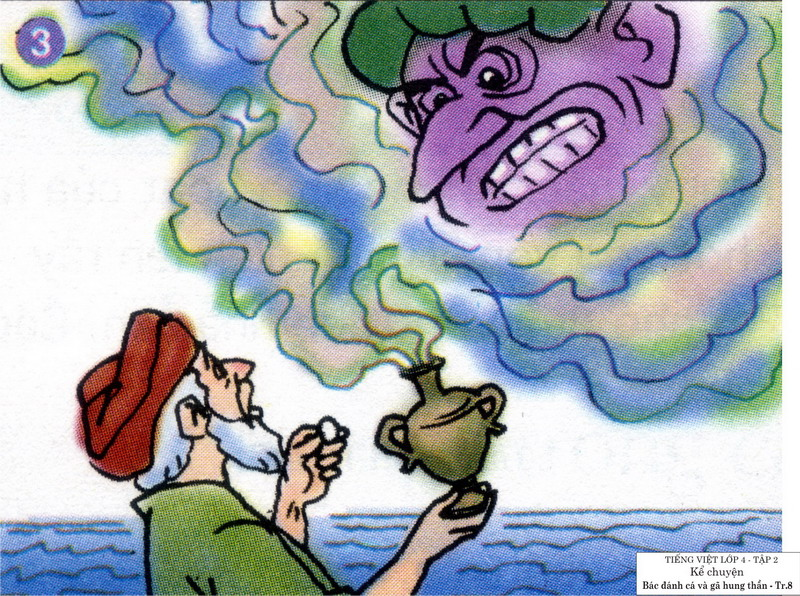 3
TIẾNG VIỆT LỚP 4 - TẬP 2
Kể chuyện
Bác đánh cá và gã hung thần - Tr.8